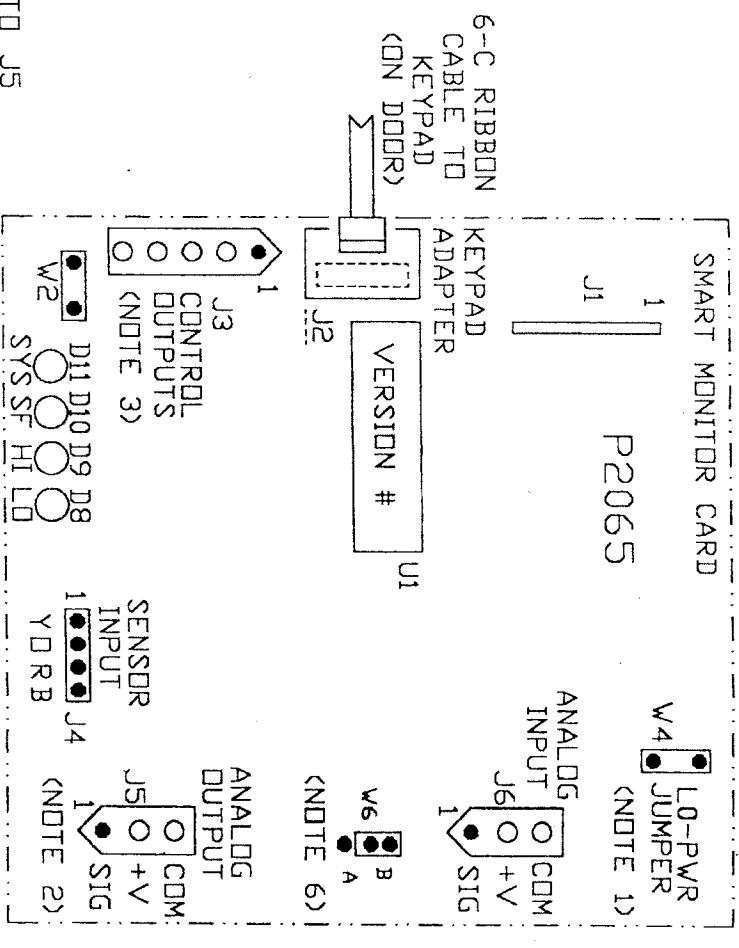 SMART MONITOR CARD
P2065
1
J1
LO-PWR
JUMPER
(NOTE 1)
W4
6-C RIBBON
CABLE TO
KEYPAD
(ON DOOR)
KEYPAD
ADAPTER
J2
VERSION #
U1
ANALOG
INPUT
J6
1
COM
+V
SIG
W6
B
A
(NOTE 6)
1
J3
CONTROL
OUTPUTS
(NOTE 3)
W2
D11 D10 D9 D8
SYS SF HI LO
SENSOR
INPUT
1
J4
YORB
ANALOG
OUTPUT
J5
1
COM
+V
SIG
(NOTE 2)
TO J5